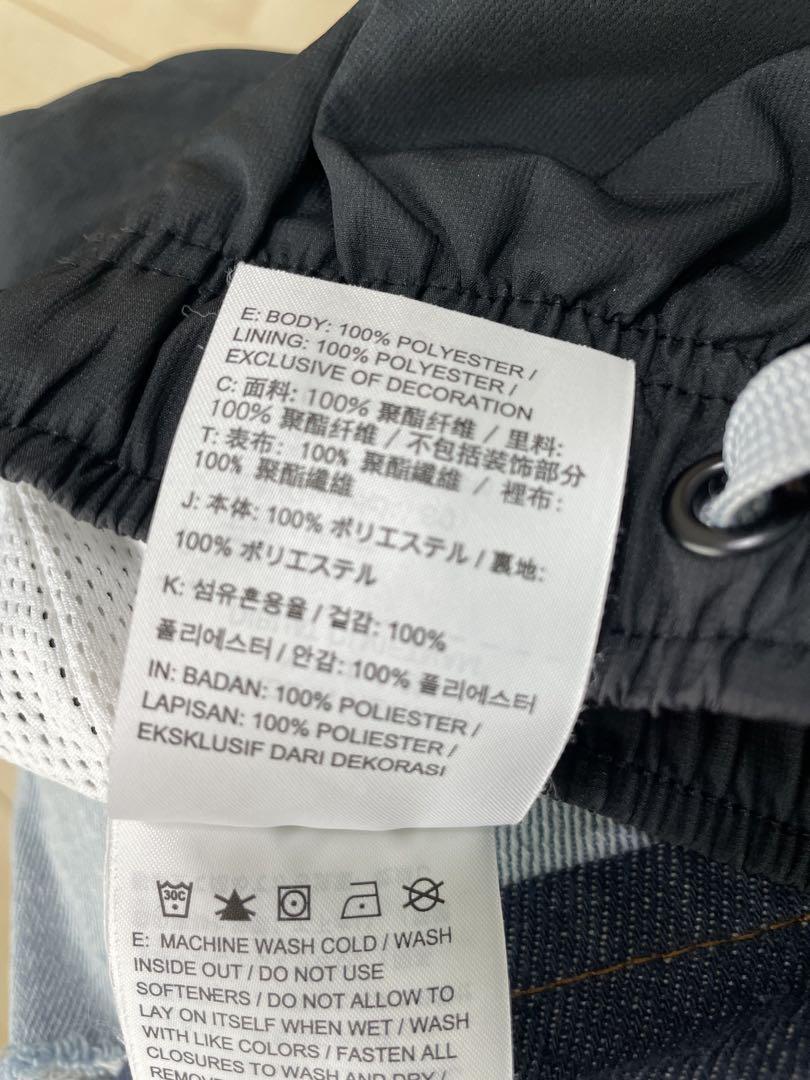 E: BODY: 100% POLYESTER /
LINING: 100% POLYESTER /
EXCLUSIVE OF DECORATION
C: 面料: 100% 聚酯纤维 / 里料:
100% 聚酯纤维 / 不包括装饰部分
T: 表布: 100% 聚酯纖維 / 裡布:
100% 聚酯纖維
J: 本体: 100% ポリエステル / 裏地:
100% ポリエステル
K: 섬유혼용율 / 겉감: 100%
폴리에스터 / 안감: 100% 폴리에스터
IN: BADAN: 100% POLIESTER /
LAPISAN: 100% POLIESTER /
EKSKLUSIF DARI DEKORASI
30C
E: MACHINE WASH COLD / WASH
INSIDE OUT / DO NOT USE
SOFTENERS / DO NOT ALLOW TO
LAY ON ITSELF WHEN WET / WASH
WITH LIKE COLORS / FASTEN ALL
CLOSURES TO WASH AND DRY /